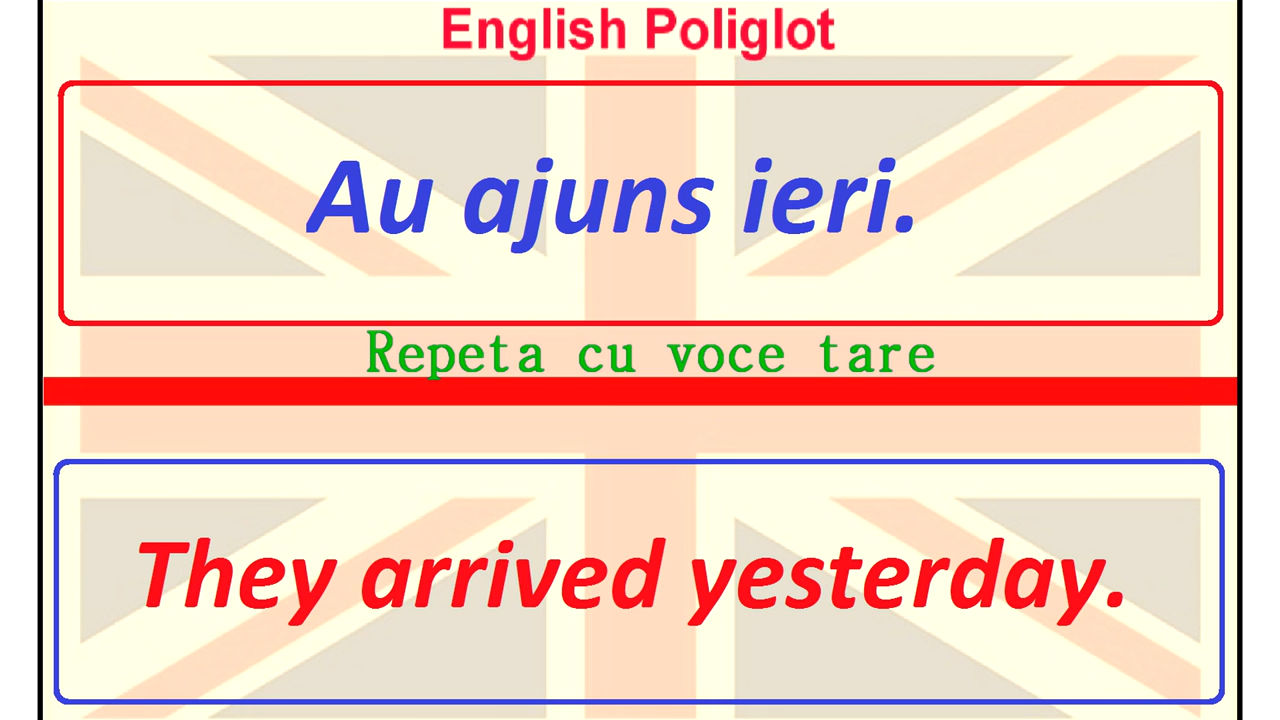 English Poliglot
Au ajuns ieri.
Repeta cu voce tare
They arrived yesterday.